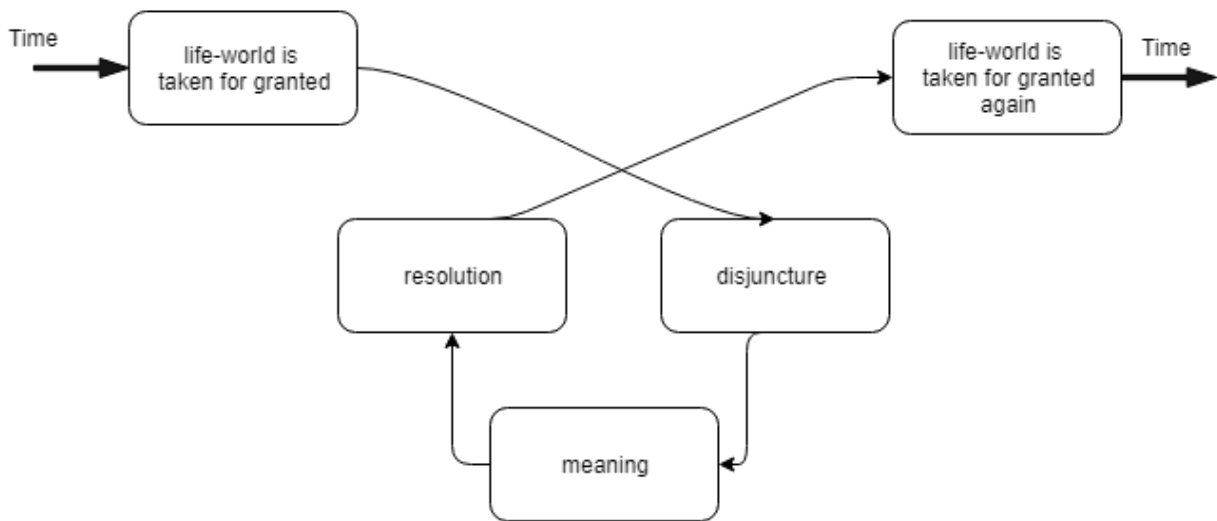 Time
life-world is
taken for granted
life-world is
taken for granted
again
Time
resolution
disjuncture
meaning